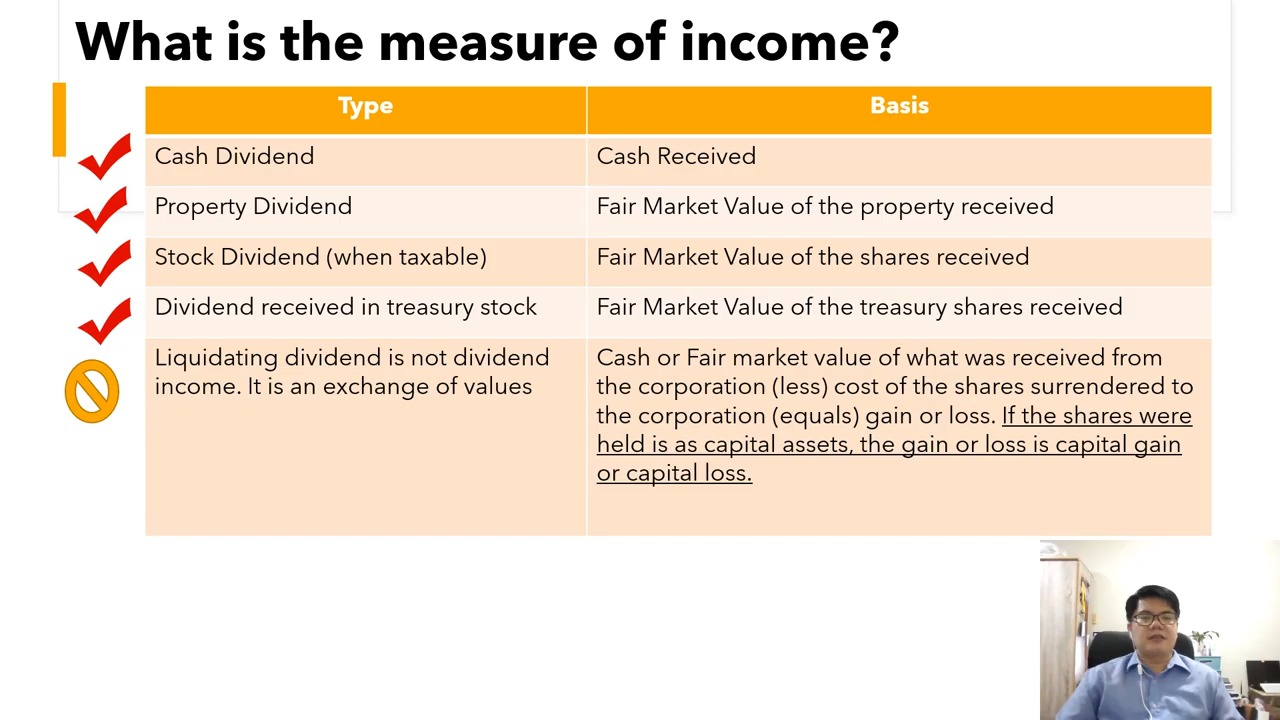 What is the measure of income?
Type
Basis
Cash Dividend
Cash Received
Property Dividend
Fair Market Value of the property received
Stock Dividend (when taxable)
Fair Market Value of the shares received
Dividend received in treasury stock
Fair Market Value of the treasury shares received
Liquidating dividend is not dividend
income. It is an exchange of values
Cash or Fair market value of what was received from
the corporation (less) cost of the shares surrendered to
the corporation (equals) gain or loss. If the shares were
held is as capital assets, the gain or loss is capital gain
or capital loss.